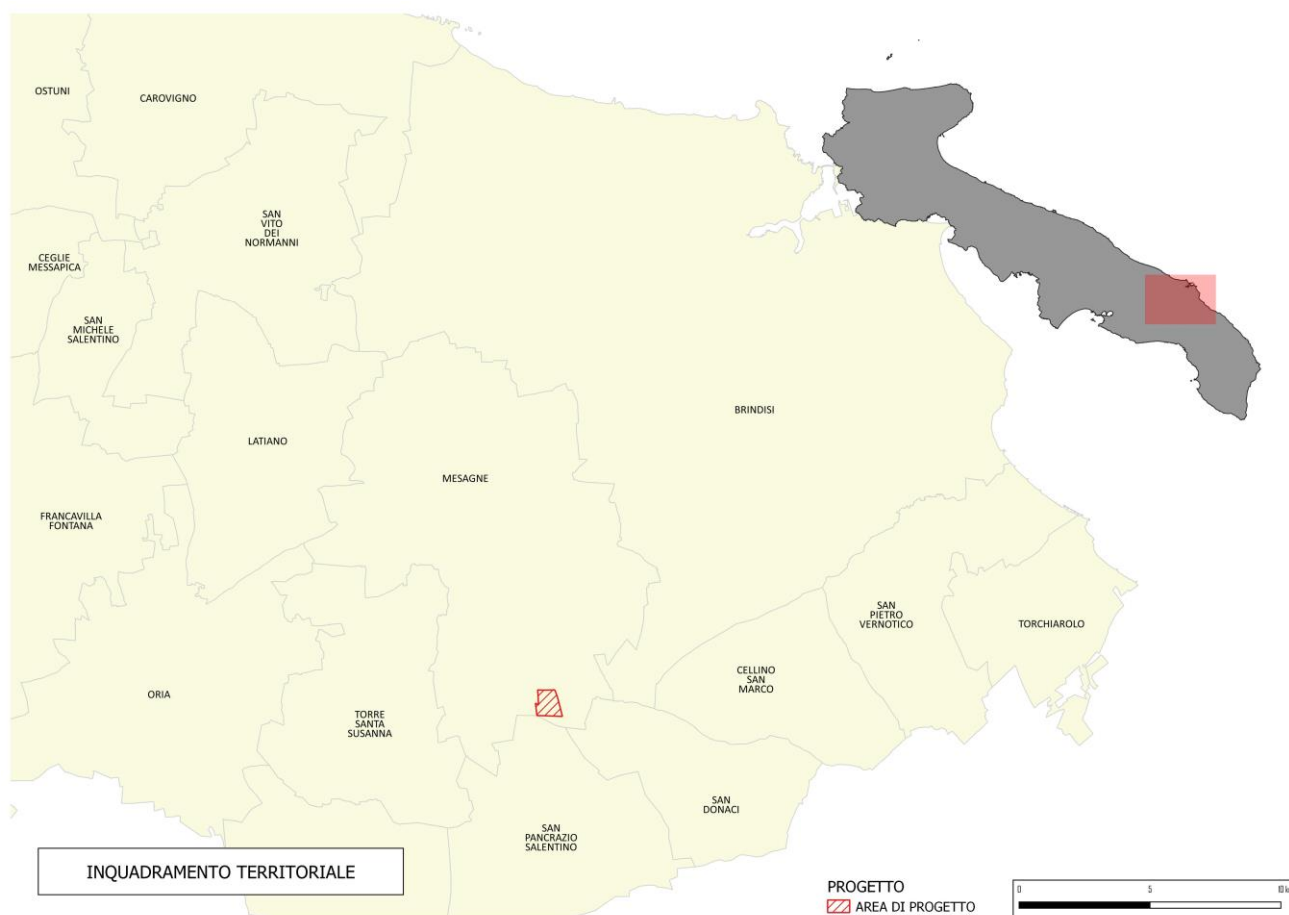 OSTUNI
CAROVIGNO
SAN
VITO
DEI
NORMANNI
CEGLIE
MESSAPICA
SAN
MICHELE
SALENTINO
BRINDISI
LATIANO
MESAGNE
FRANCAVILLA
FONTANA
SAN
PIETRO
VERNOTICO
TORCHIAROLO
CELLINO
SAN
MARCO
ORIA
TORRE
SANTA
SUSANNA
SAN
DONACI
SAN
PANCRAZIO
SALENTINO
INQUADRAMENTO TERRITORIALE
PROGETTO
AREA DI PROGETTO
0 5 10